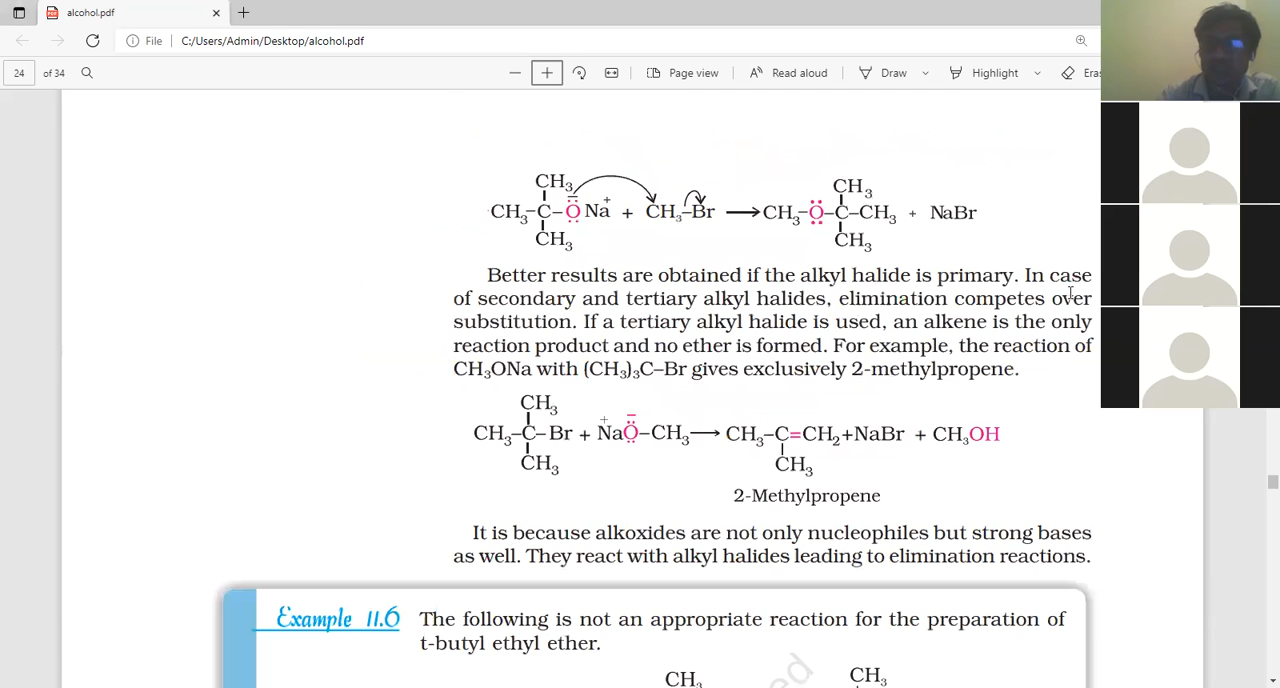 alcohol.pdf
File C:/Users/Admin/Desktop/alcohol.pdf
24 of 34 Page view Read aloud Draw Highlight Eras
CH3 CH3
CH3–C–O Na+ + CH3–Br ⟶ CH3–O–C–CH3 + NaBr
CH3 CH3
Better results are obtained if the alkyl halide is primary. In case
of secondary and tertiary alkyl halides, elimination competes over
substitution. If a tertiary alkyl halide is used, an alkene is the only
reaction product and no ether is formed. For example, the reaction of
CH3ONa with (CH3)3C–Br gives exclusively 2-methylpropene.
CH3
CH3–C–Br + Na+ Ō–CH3 ⟶ CH3–C=CH2+NaBr + CH3OH
CH3 CH3
2-Methylpropene
It is because alkoxides are not only nucleophiles but strong bases
as well. They react with alkyl halides leading to elimination reactions.
Example 11.6 The following is not an appropriate reaction for the preparation of
t-butyl ethyl ether.
CH3 CH3